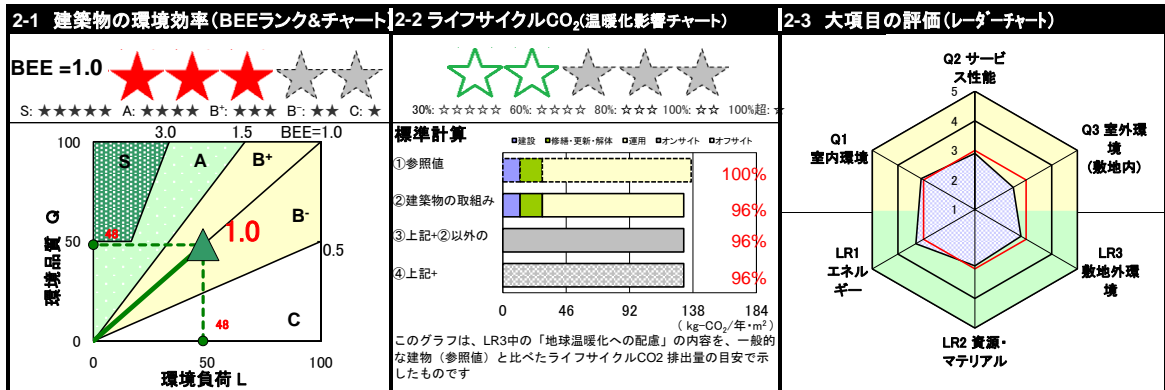 2-1 建築物の環境効率(BEEランク&チャート)
BEE =1.0
S: ★★★★★ A: ★★★★ B⁺: ★★★ B⁻: ★★ C: ★
3.0 1.5 BEE=1.0
100
S A B⁺
B⁻
環境品質 Q
50
48
1.0
0.5
48
C
0
0 50 100
環境負荷 L
2-2 ライフサイクルCO₂(温暖化影響チャート)
30%: ☆☆☆☆☆ 60%: ☆☆☆☆ 80%: ☆☆☆ 100%: ☆☆ 100%超: ☆
標準計算
■建設 ■修繕・更新・解体 □運用 ■オンサイト □オフサイト
①参照値 100%
②建築物の取組み 96%
③上記+②以外の 96%
④上記+ 96%
0 46 92 138 184
( kg-CO₂/年・m² )
このグラフは、LR3中の「地球温暖化への配慮」の内容を、一般的
な建物(参照値)と比べたライフサイクルCO2 排出量の目安で示
したものです
2-3 大項目の評価(レーダーチャート)
Q2 サービ
ス性能
5
4
3
2
1
Q1
室内環境
Q3 室外環
境
(敷地内)
LR1
エネル
ギー
LR3
敷地外環
境
LR2 資源・
マテリアル